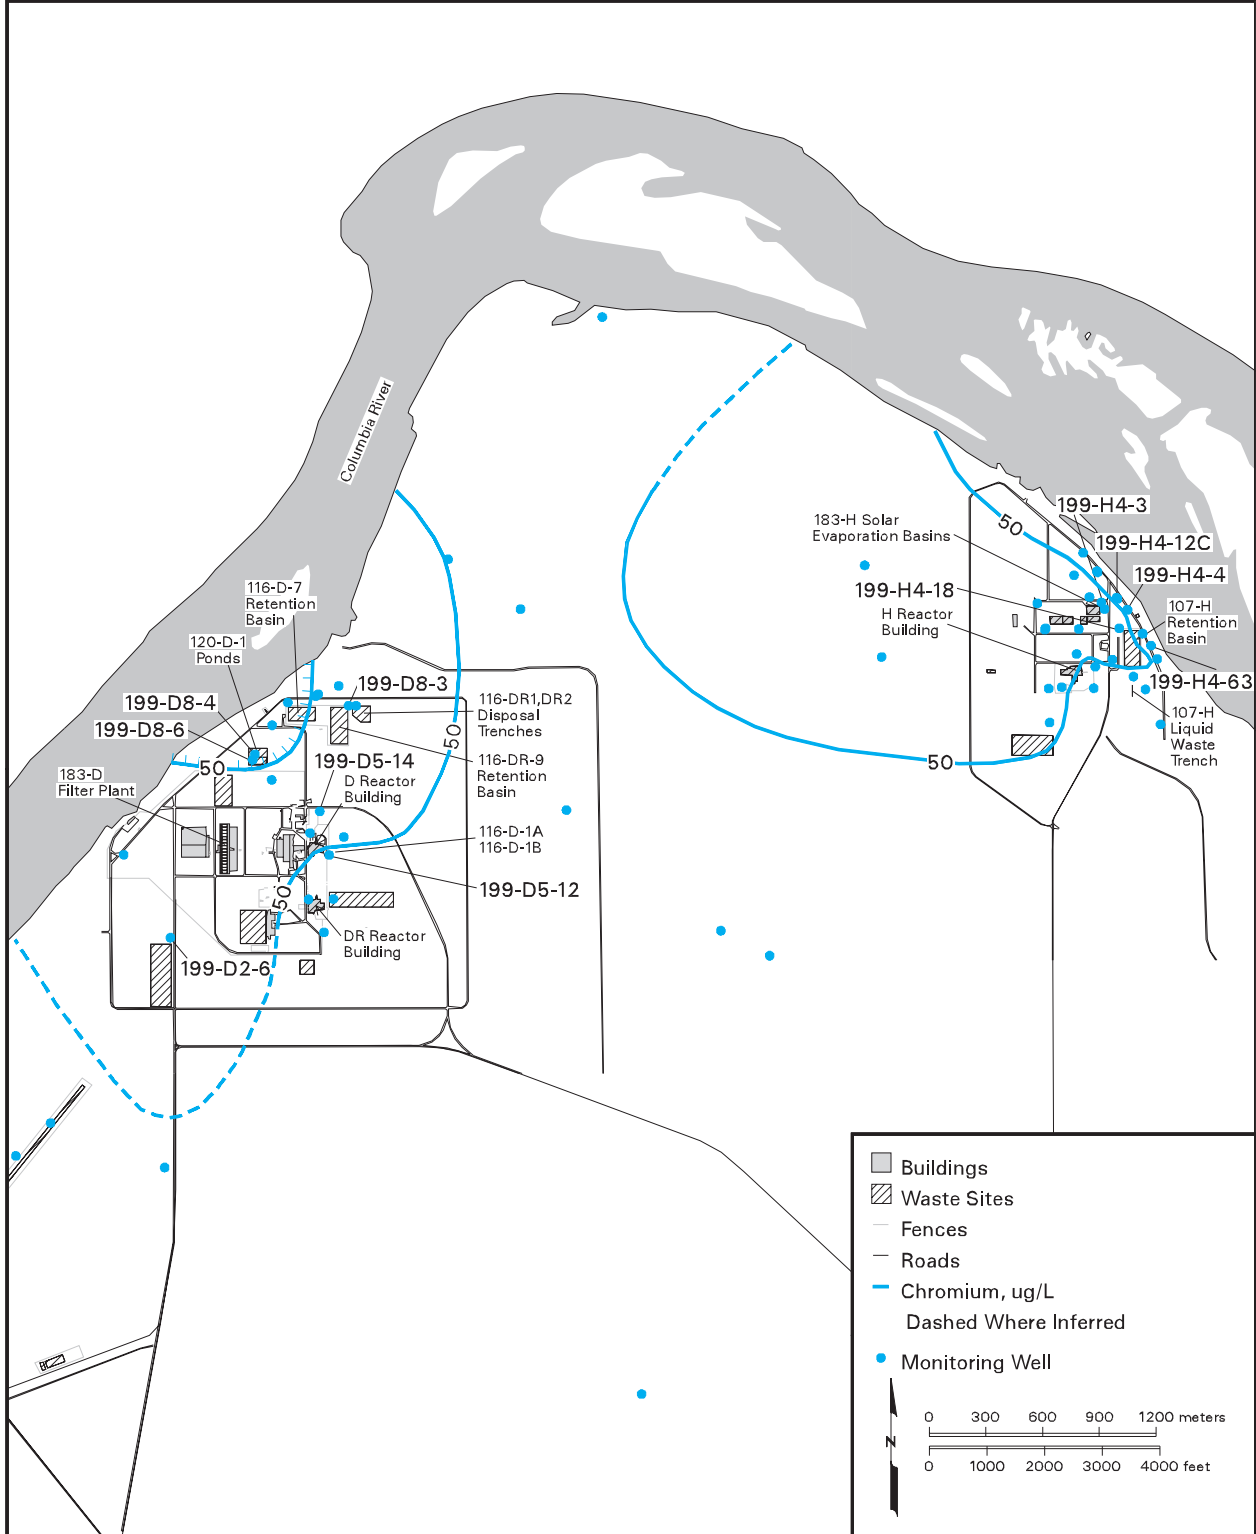 Columbia River
50
199-H4-3
183-H Solar
Evaporation Basins
199-H4-12C
199-H4-4
199-H4-18
H Reactor
Building
107-H
Retention
Basin
199-H4-63
107-H
Liquid
Waste
Trench
50
116-D-7
Retention
Basin
120-D-1
Ponds
199-D8-4
199-D8-6
183-D
Filter Plant
50
199-D8-3
116-DR1,DR2
Disposal
Trenches
50
116-DR-9
Retention
Basin
199-D5-14
D Reactor
Building
116-D-1A
116-D-1B
199-D5-12
50
DR Reactor
Building
199-D2-6
Buildings
Waste Sites
Fences
Roads
Chromium, ug/L
Dashed Where Inferred
Monitoring Well
N
0 300 600 900 1200 meters
0 1000 2000 3000 4000 feet